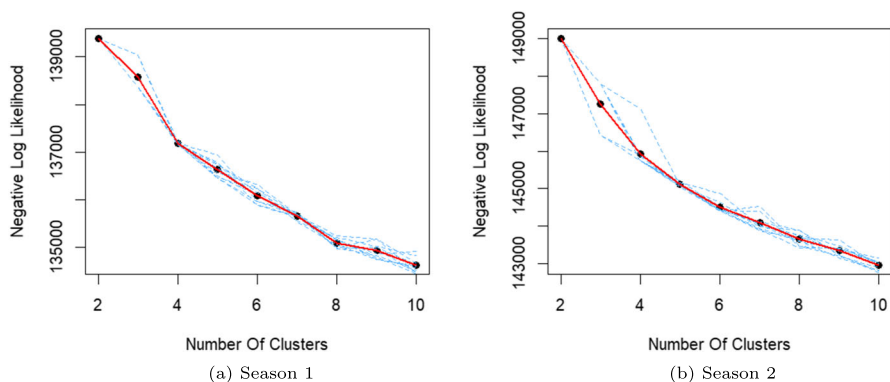 Negative Log Likelihood
139000
137000
135000
2 4 6 8 10
Number Of Clusters
(a) Season 1
Negative Log Likelihood
149000
147000
145000
143000
2 4 6 8 10
Number Of Clusters
(b) Season 2